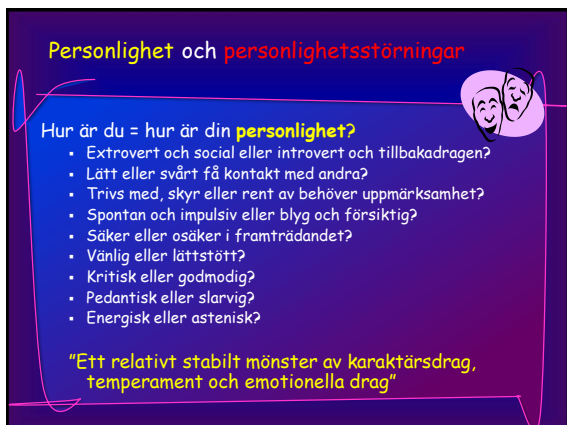 Personlighet och personlighetsstörningar
Hur är du = hur är din personlighet?
▪ Extrovert och social eller introvert och tillbakadragen?
▪ Lätt eller svårt få kontakt med andra?
▪ Trivs med, skyr eller rent av behöver uppmärksamhet?
▪ Spontan och impulsiv eller blyg och försiktig?
▪ Säker eller osäker i framträdandet?
▪ Vänlig eller lättstött?
▪ Kritisk eller godmodig?
▪ Pedantisk eller slarvig?
▪ Energisk eller astenisk?
”Ett relativt stabilt mönster av karaktärsdrag,
temperament och emotionella drag”